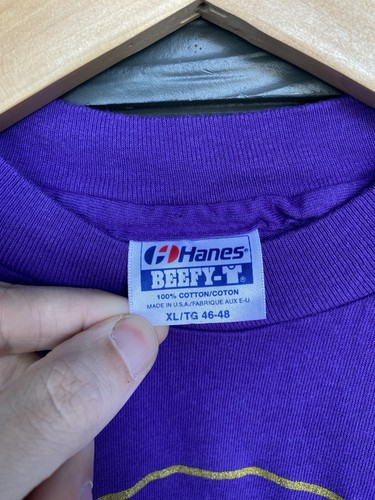 Hanes®
BEEFY-T®
100% COTTON/COTON
MADE IN U.S.A./FABRIQUE AUX E-U.
XL/TG 46-48